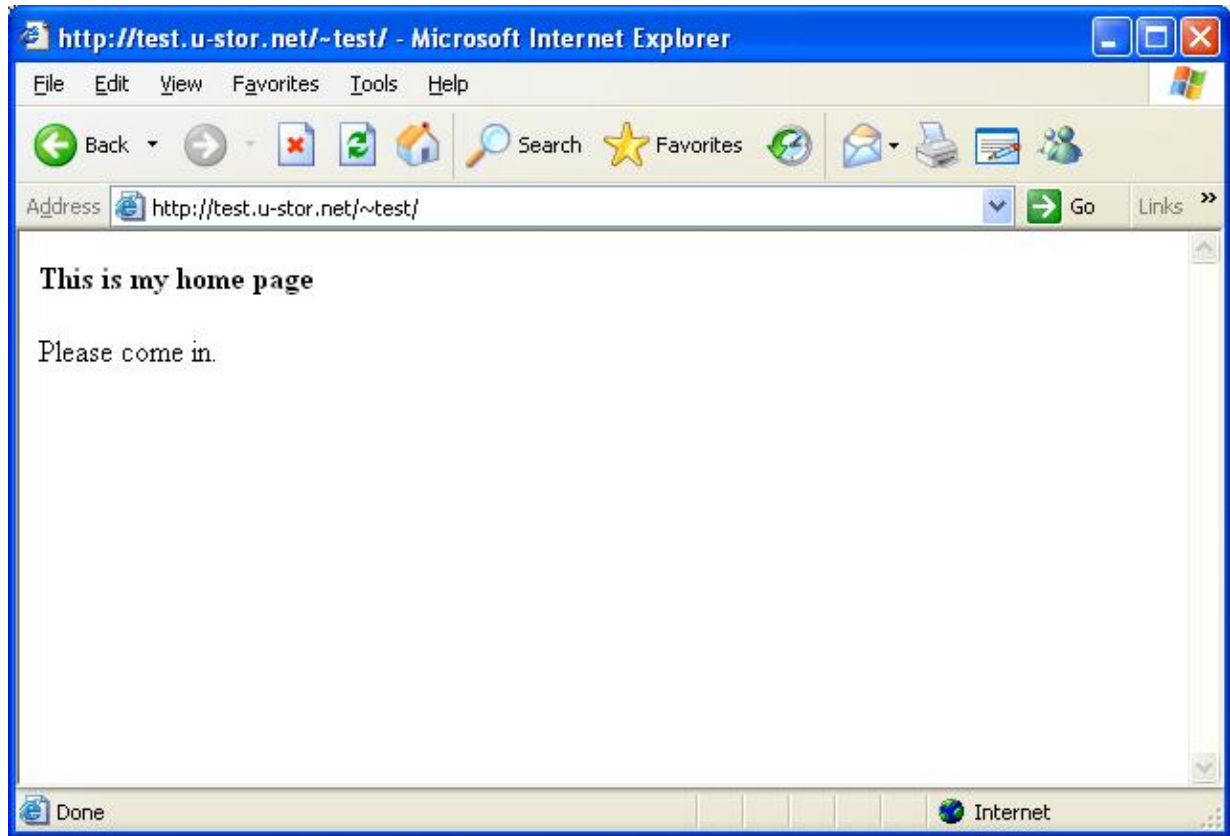 http://test.u-stor.net/~test/ - Microsoft Internet Explorer
File Edit View Favorites Tools Help
Back Search Favorites
Address http://test.u-stor.net/~test/ Go Links »
This is my home page
Please come in.
Done Internet